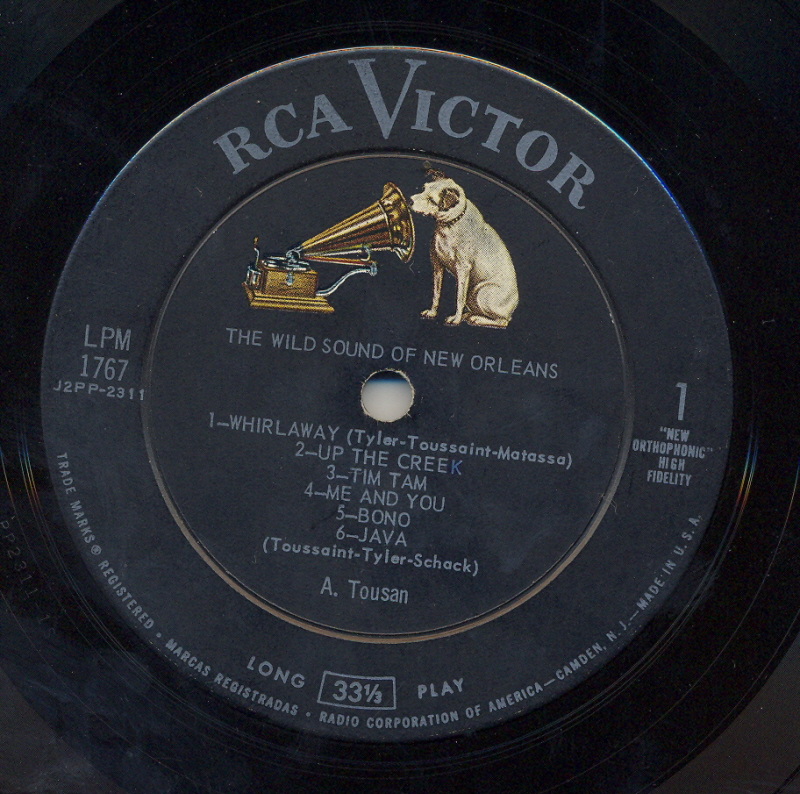 RCA VICTOR
THE WILD SOUND OF NEW ORLEANS
LPM
1767
J2PP-2311
1
"NEW
ORTHOPHONIC"
HIGH
FIDELITY
1—WHIRLAWAY (Tyler-Toussaint-Matassa)
2—UP THE CREEK
3—TIM TAM
4—ME AND YOU
5—BONO
6—JAVA
(Toussaint-Tyler-Schack)
A. Tousan
LONG 33⅓ PLAY
TRADE MARKS ® REGISTERED • MARCAS REGISTRADAS • RADIO CORPORATION OF AMERICA—CAMDEN, N. J.—MADE IN U. S. A.